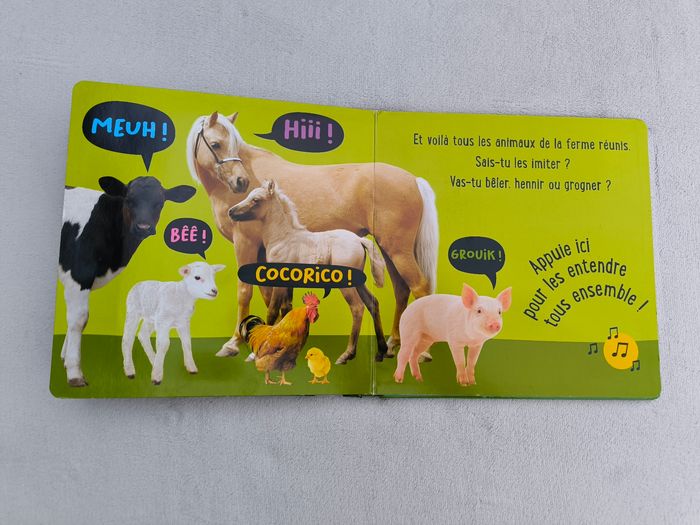 MEUH !
Hiii !
BÊÊ !
COCORICO !
Et voilà tous les animaux de la ferme réunis.
Sais-tu les imiter ?
Vas-tu bêler, hennir ou grogner ?
GROUiK !
Appuie ici
pour les entendre
tous ensemble !